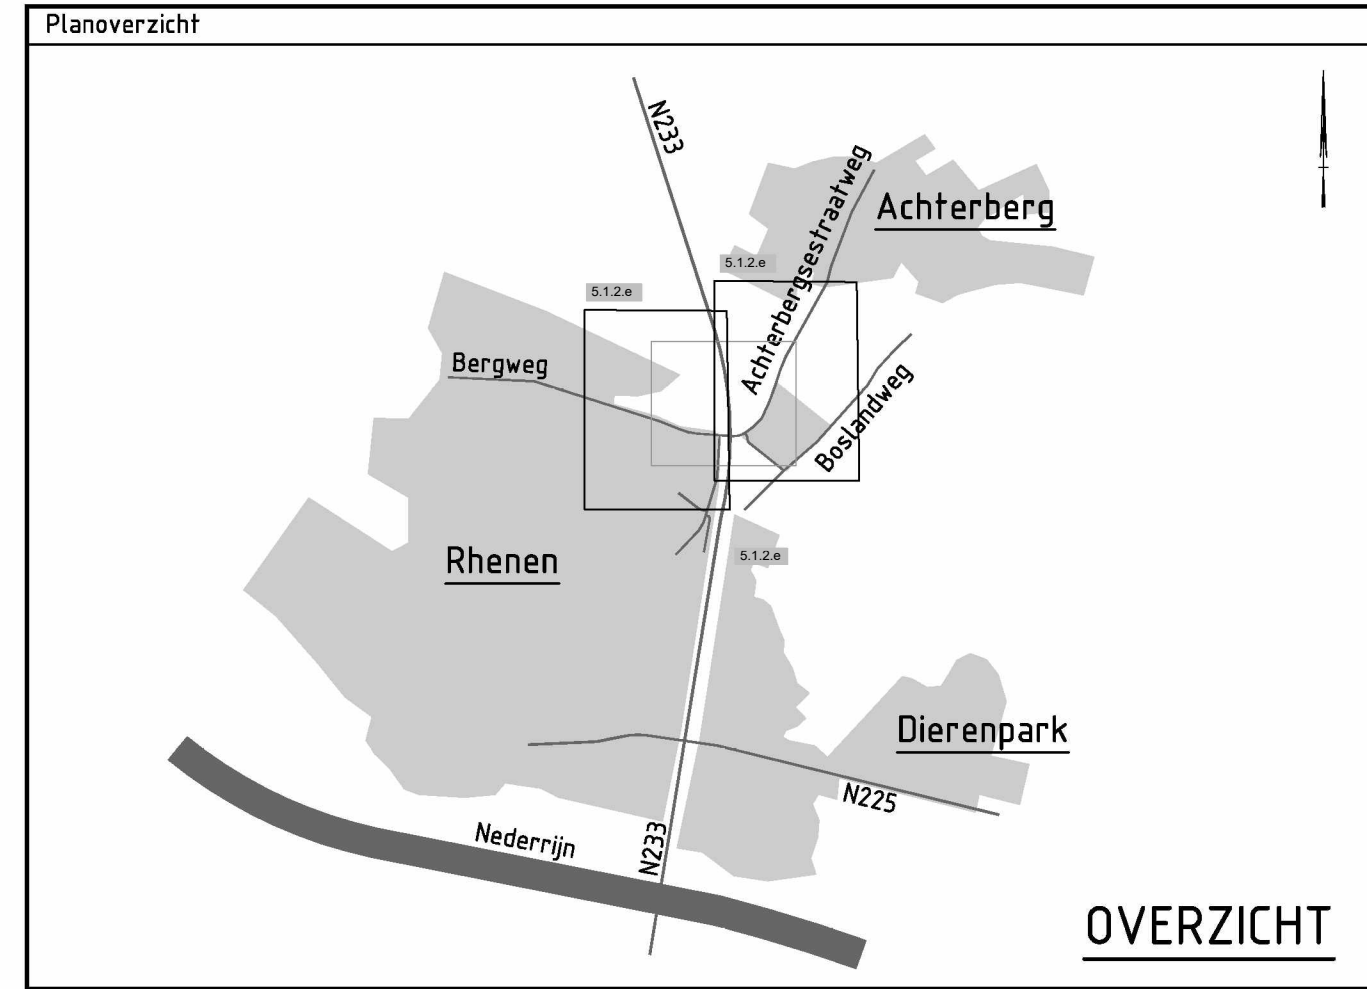 Planoverzicht
N233
Achterbergsestraatweg
Achterberg
5.1.2.e
5.1.2.e
Bergweg
Boslandweg
Rhenen
5.1.2.e
Dierenpark
N225
Nederrijn
N233
OVERZICHT